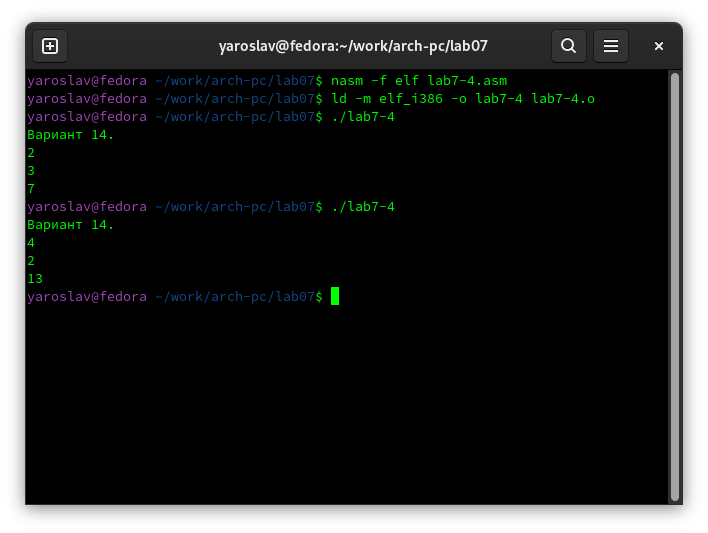 yaroslav@fedora:~/work/arch-pc/lab07
yaroslav@fedora ~/work/arch-pc/lab07$ nasm -f elf lab7-4.asm
yaroslav@fedora ~/work/arch-pc/lab07$ ld -m elf_i386 -o lab7-4 lab7-4.o
yaroslav@fedora ~/work/arch-pc/lab07$ ./lab7-4
Вариант 14.
2
3
7
yaroslav@fedora ~/work/arch-pc/lab07$ ./lab7-4
Вариант 14.
4
2
13
yaroslav@fedora ~/work/arch-pc/lab07$